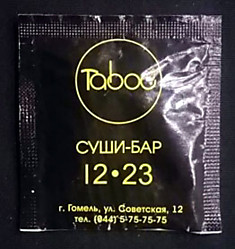 Taboo
СУШИ-БАР
12•23
г. Гомель, ул. Советская, 12
тел. (044) 5-75-75-75